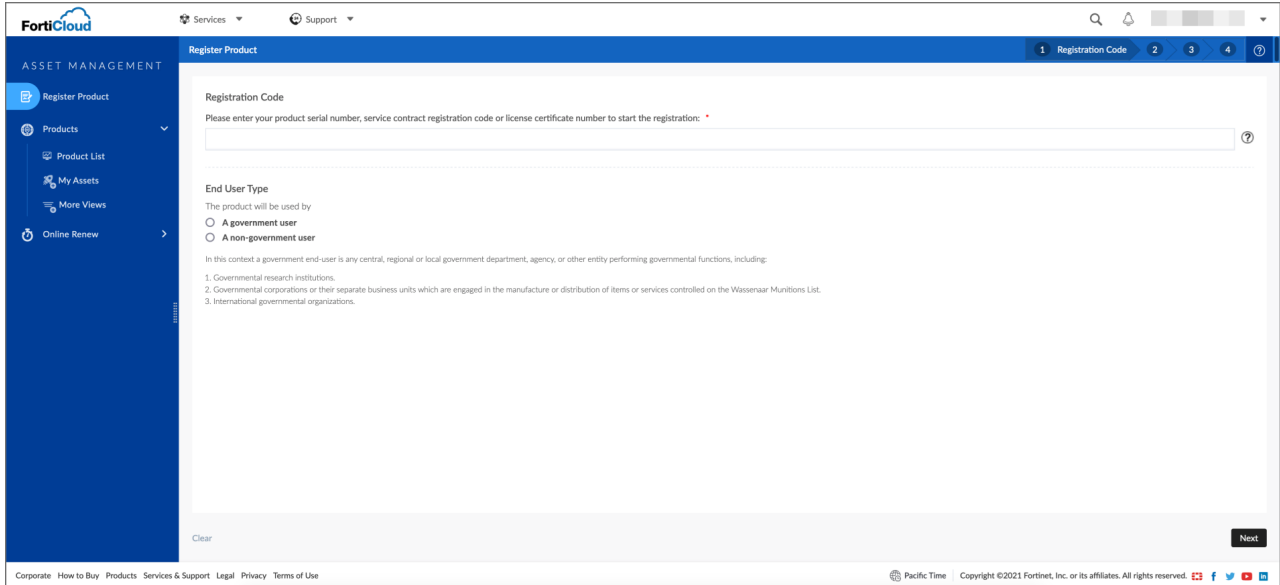 FortiCloud
Services
Support
ASSET MANAGEMENT
Register Product
Products
Product List
My Assets
More Views
Online Renew
Register Product
1 Registration Code 2 3 4
Registration Code
Please enter your product serial number, service contract registration code or license certificate number to start the registration: *
End User Type
The product will be used by
A government user
A non-government user
In this context a government end-user is any central, regional or local government department, agency, or other entity performing governmental functions, including:
1. Governmental research institutions.
2. Governmental corporations or their separate business units which are engaged in the manufacture or distribution of items or services controlled on the Wassenaar Munitions List.
3. International governmental organizations.
Clear
Next
Corporate How to Buy Products Services & Support Legal Privacy Terms of Use
Pacific Time Copyright ©2021 Fortinet, Inc. or its affiliates. All rights reserved.